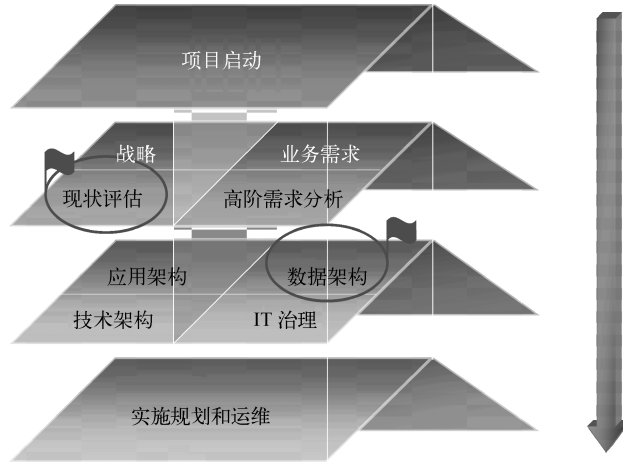 项目启动
战略
业务需求
现状评估
高阶需求分析
应用架构
数据架构
技术架构
IT 治理
实施规划和运维